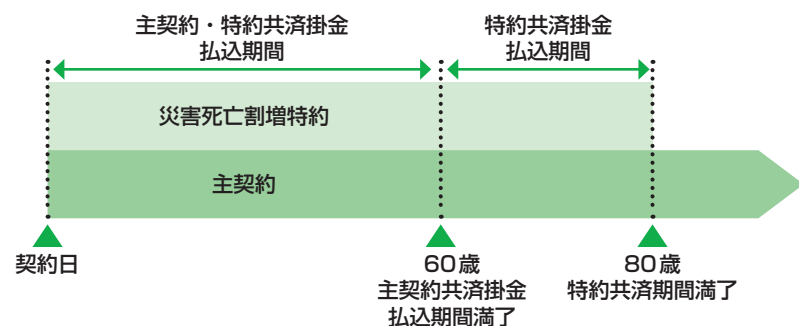 主契約・特約共済掛金
払込期間
特約共済掛金
払込期間
災害死亡割増特約
主契約
契約日
60歳
主契約共済掛金
払込期間満了
80歳
特約共済期間満了